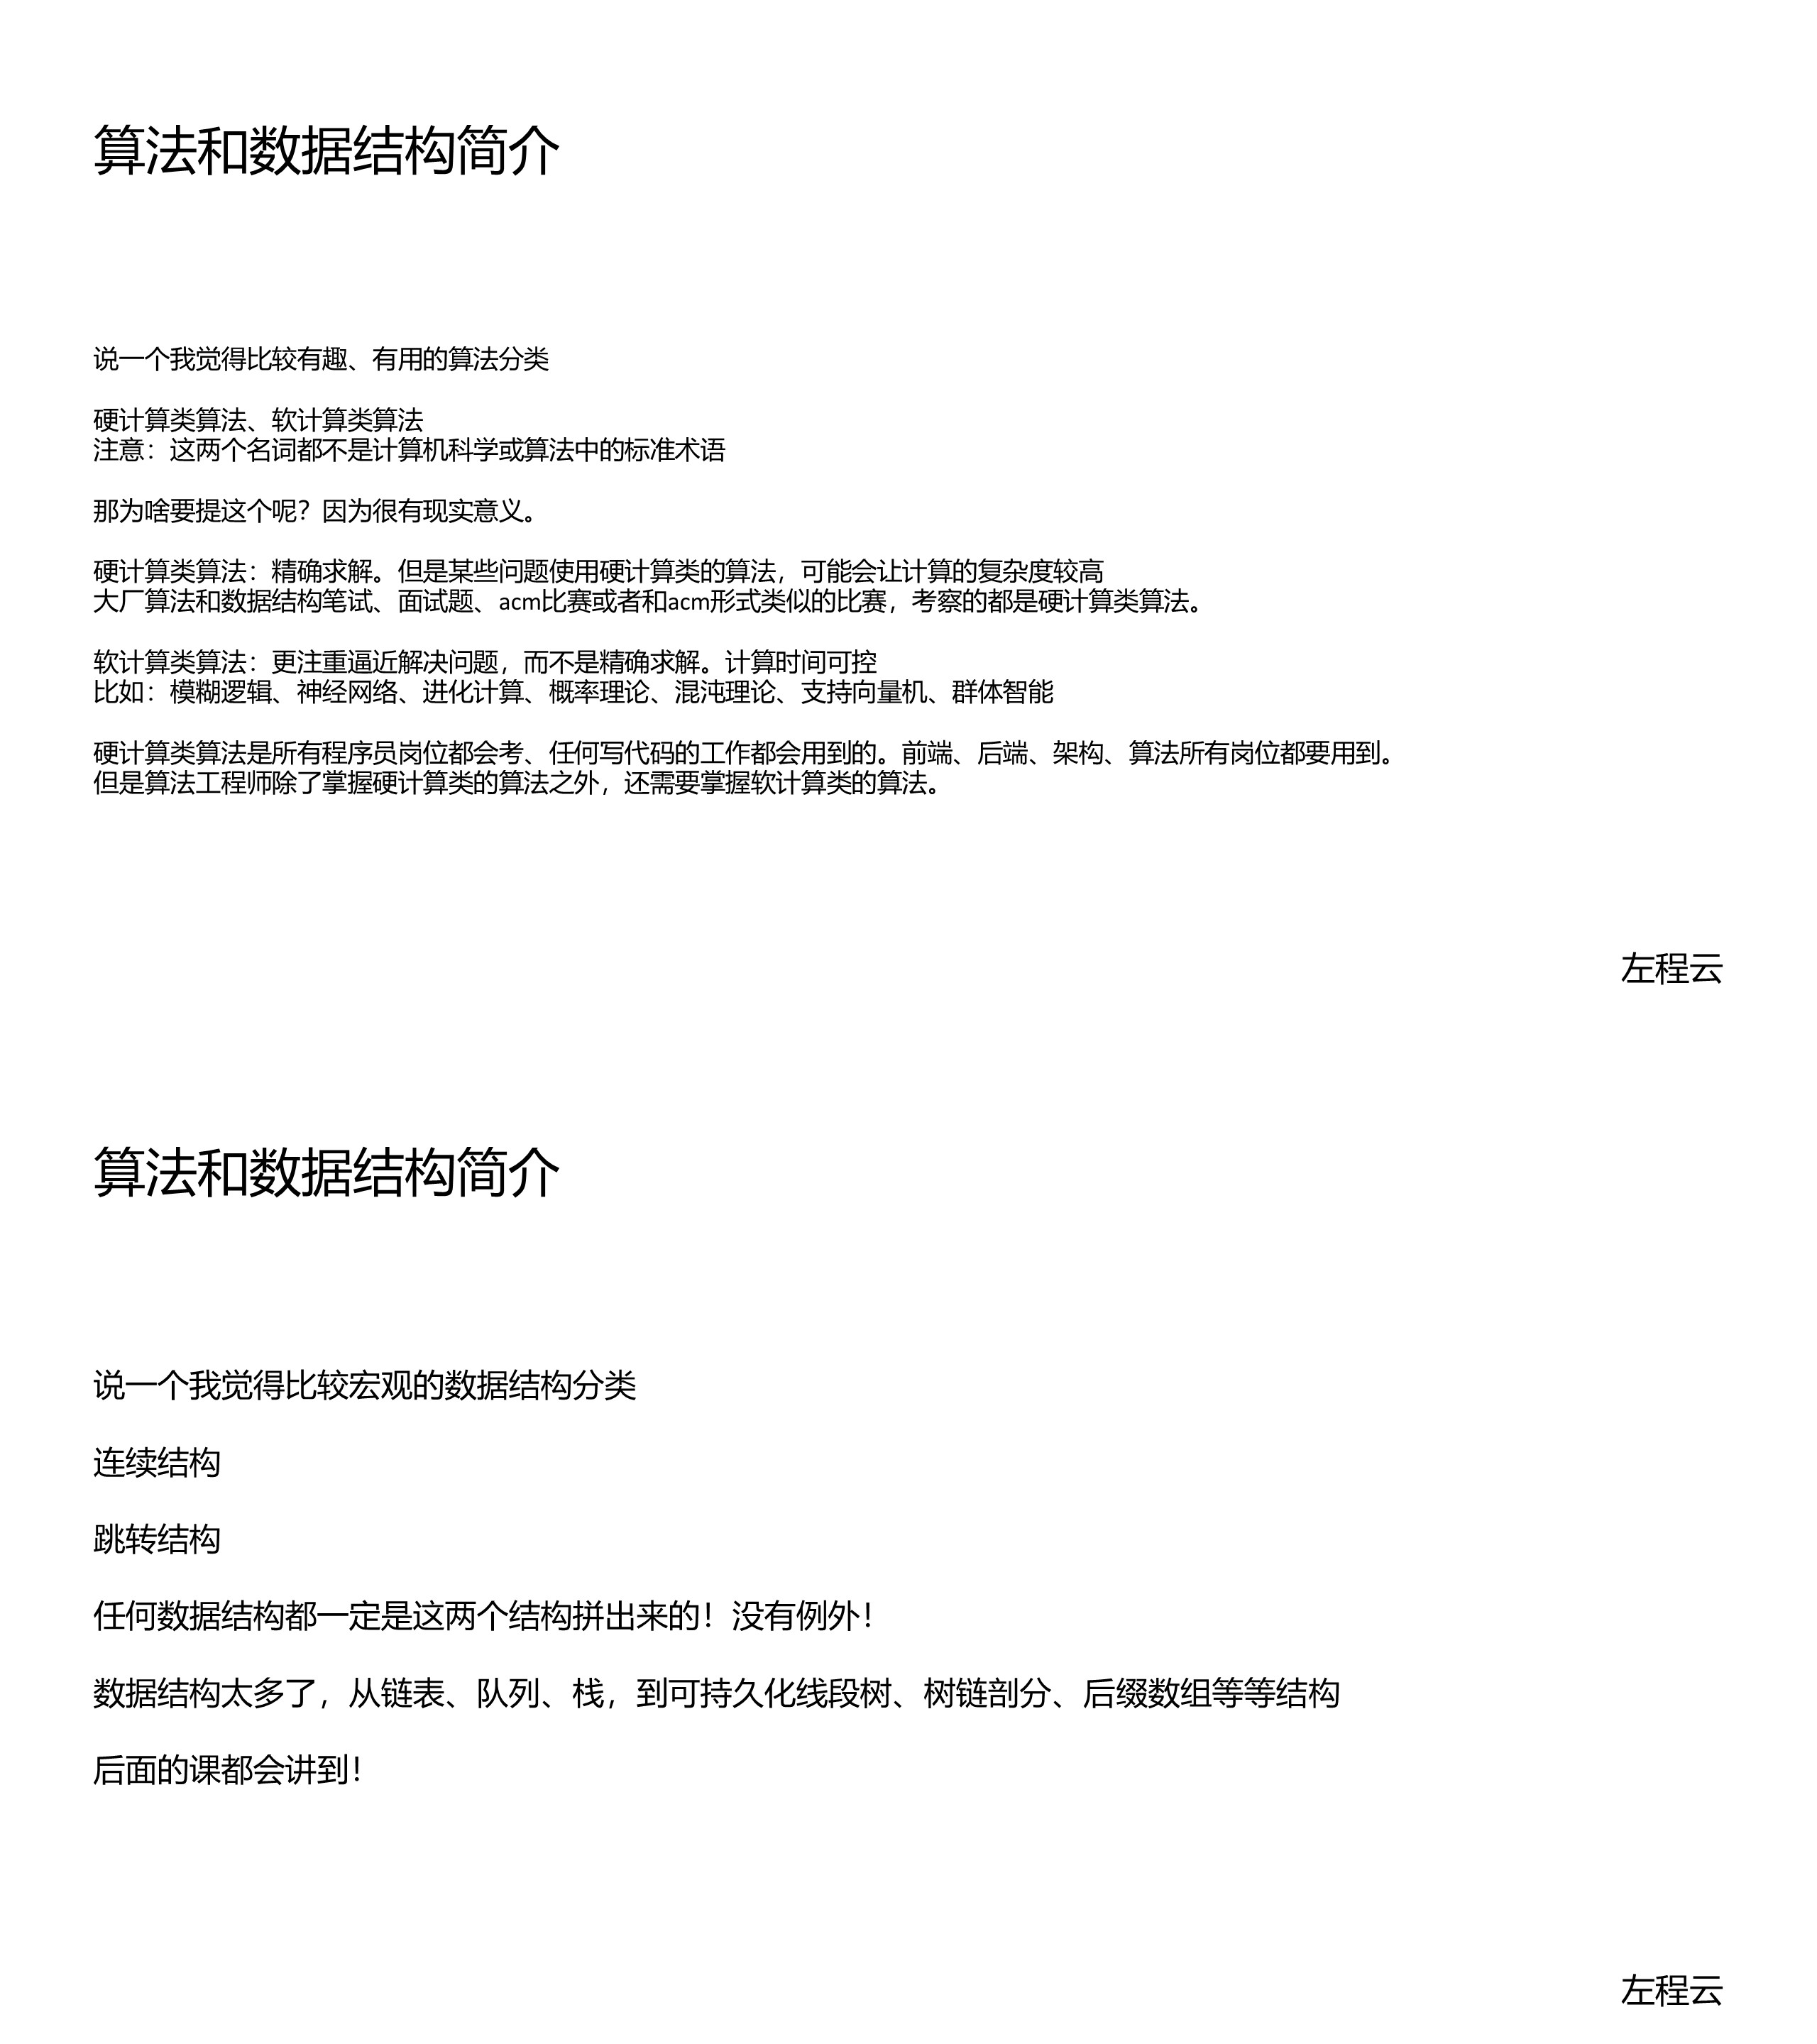 算法和数据结构简介
说一个我觉得比较有趣、有用的算法分类
硬计算类算法、软计算类算法
注意：这两个名词都不是计算机科学或算法中的标准术语
那为啥要提这个呢？因为很有现实意义。
硬计算类算法：精确求解。但是某些问题使用硬计算类的算法，可能会让计算的复杂度较高
大厂算法和数据结构笔试、面试题、acm比赛或者和acm形式类似的比赛，考察的都是硬计算类算法。
软计算类算法：更注重逼近解决问题，而不是精确求解。计算时间可控
比如：模糊逻辑、神经网络、进化计算、概率理论、混沌理论、支持向量机、群体智能
硬计算类算法是所有程序员岗位都会考、任何写代码的工作都会用到的。前端、后端、架构、算法所有岗位都要用到。
但是算法工程师除了掌握硬计算类的算法之外，还需要掌握软计算类的算法。
左程云
算法和数据结构简介
说一个我觉得比较宏观的数据结构分类
连续结构
跳转结构
任何数据结构都一定是这两个结构拼出来的！没有例外！
数据结构太多了，从链表、队列、栈，到可持久化线段树、树链剖分、后缀数组等等结构
后面的课都会讲到！
左程云